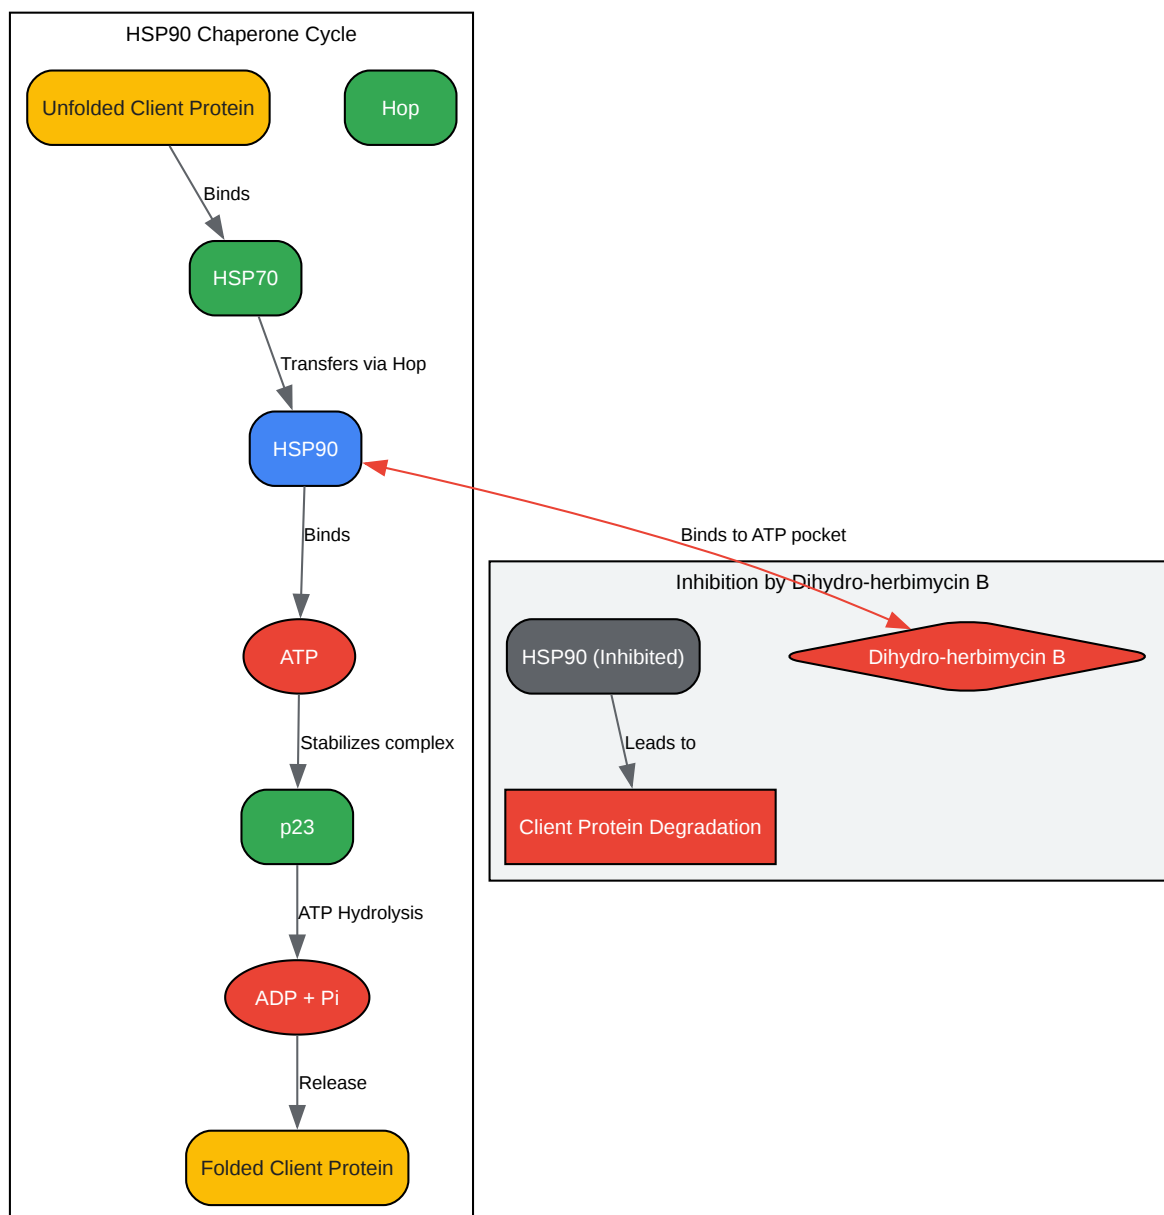 HSP90 Chaperone Cycle
Unfolded Client Protein
Hop
Binds
HSP70
Transfers via Hop
HSP90
Binds
ATP
Stabilizes complex
p23
ATP Hydrolysis
ADP + Pi
Release
Folded Client Protein
Binds to ATP pocket
Inhibition by Dihydro-herbimycin B
HSP90 (Inhibited)
Dihydro-herbimycin B
Leads to
Client Protein Degradation